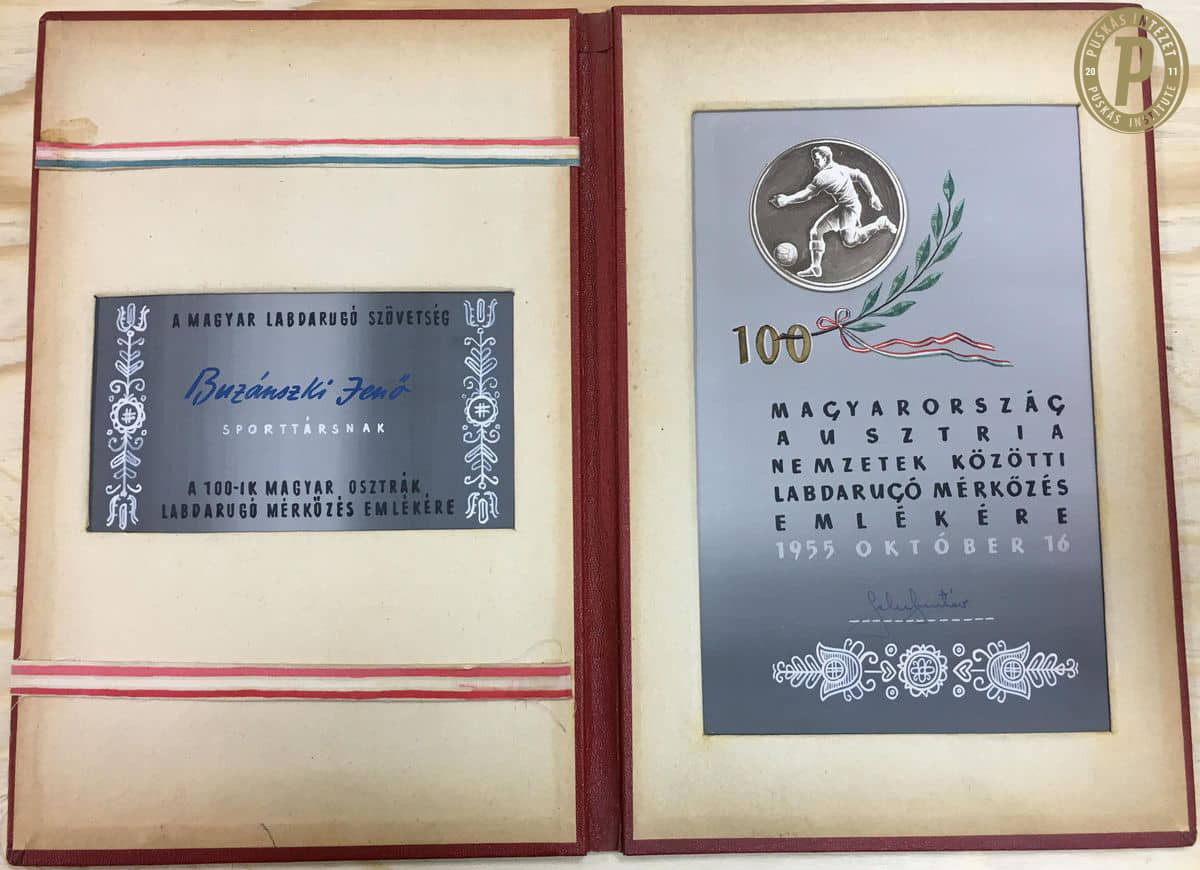 A MAGYAR LABDARUGÓ SZÖVETSÉG
Buzánszki Jenő
SPORTTÁRSNAK
A 100-IK MAGYAR OSZTRÁK
LABDARUGÓ MÉRKŐZÉS EMLÉKÉRE
100
MAGYARORSZÁG
AUSZTRIA
NEMZETEK KÖZÖTTI
LABDARUGÓ MÉRKŐZÉS
EMLÉKÉRE
1955 OKTÓBER 16
PUSKÁS INTÉZET
20 P 11
PUSKÁS INSTITUTE